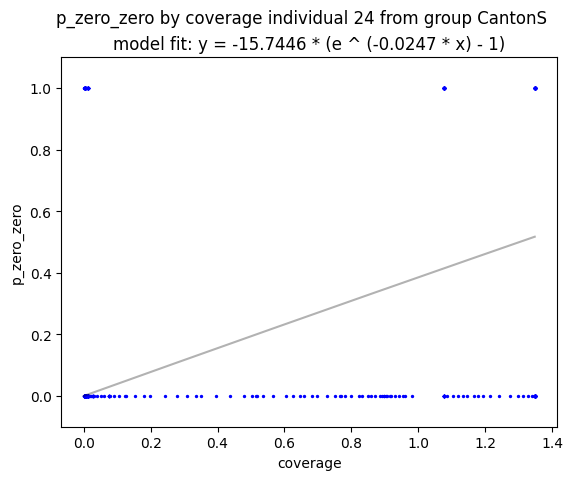 p_zero_zero by coverage individual 24 from group CantonS
model fit: y = -15.7446 * (e ^ (-0.0247 * x) - 1)
1.0
0.8
0.6
0.4
0.2
0.0
p_zero_zero
0.0 0.2 0.4 0.6 0.8 1.0 1.2 1.4
coverage